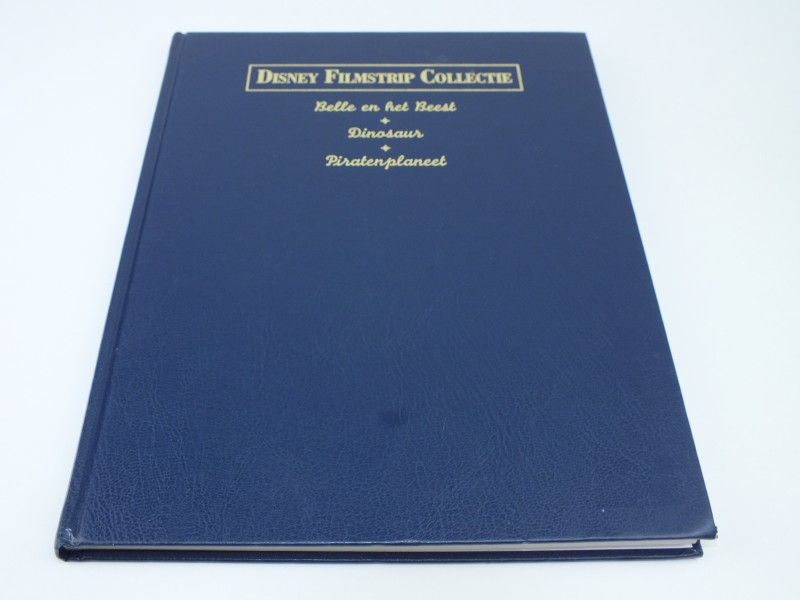 Disney Filmstrip Collectie
Belle en het Beest
Dinosaur
Piratenplaneet